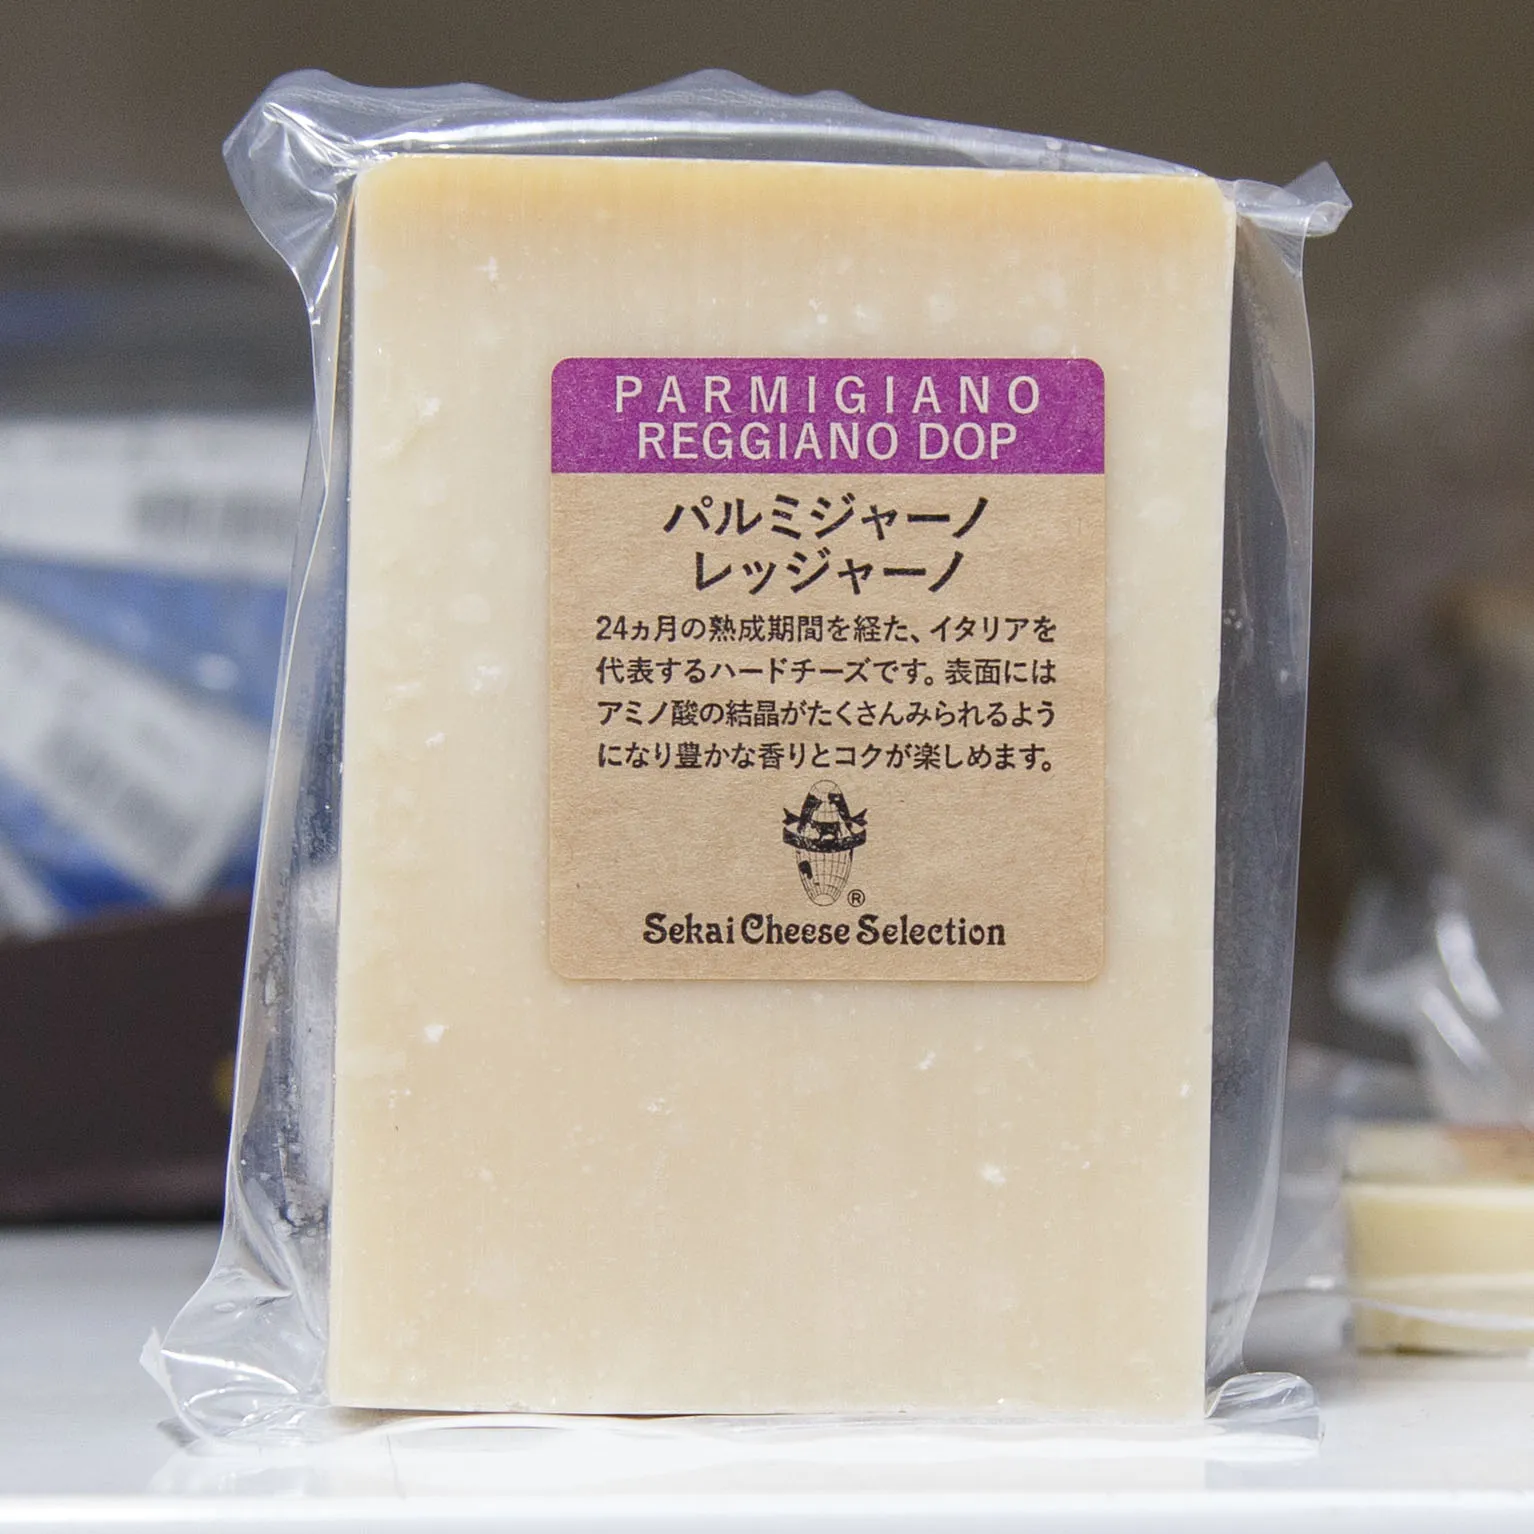 PARMIGIANO
REGGIANO DOP
パルミジャーノ
レッジャーノ
24ヵ月の熟成期間を経た、イタリアを
代表するハードチーズです。表面には
アミノ酸の結晶がたくさんみられるよう
になり豊かな香りとコクが楽しめます。
®
Sekai Cheese Selection